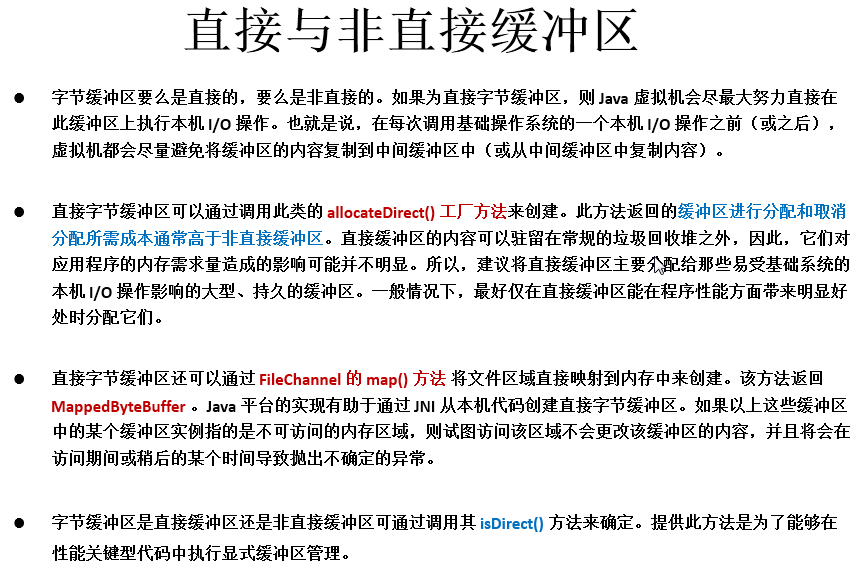 直接与非直接缓冲区
● 字节缓冲区要么是直接的，要么是非直接的。如果为直接字节缓冲区，则 Java 虚拟机会尽最大努力直接在
此缓冲区上执行本机 I/O 操作。也就是说，在每次调用基础操作系统的一个本机 I/O 操作之前（或之后），
虚拟机都会尽量避免将缓冲区的内容复制到中间缓冲区中（或从中间缓冲区中复制内容）。
● 直接字节缓冲区可以通过调用此类的 allocateDirect() 工厂方法来创建。此方法返回的缓冲区进行分配和取消
分配所需成本通常高于非直接缓冲区。直接缓冲区的内容可以驻留在常规的垃圾回收堆之外，因此，它们对
应用程序的内存需求量造成的影响可能并不明显。所以，建议将直接缓冲区主要分配给那些易受基础系统的
本机 I/O 操作影响的大型、持久的缓冲区。一般情况下，最好仅在直接缓冲区能在程序性能方面带来明显好
处时分配它们。
● 直接字节缓冲区还可以通过 FileChannel 的 map() 方法 将文件区域直接映射到内存中来创建。该方法返回
MappedByteBuffer 。Java 平台的实现有助于通过 JNI 从本机代码创建直接字节缓冲区。如果以上这些缓冲区
中的某个缓冲区实例指的是不可访问的内存区域，则试图访问该区域不会更改该缓冲区的内容，并且将会在
访问期间或稍后的某个时间导致抛出不确定的异常。
● 字节缓冲区是直接缓冲区还是非直接缓冲区可通过调用其 isDirect() 方法来确定。提供此方法是为了能够在
性能关键型代码中执行显式缓冲区管理。